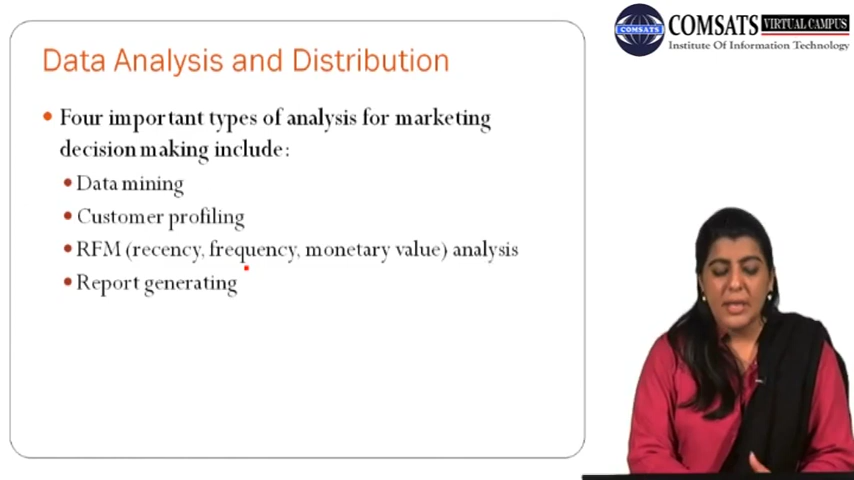 Data Analysis and Distribution
Four important types of analysis for marketing
decision making include:
Data mining
Customer profiling
RFM (recency, frequency, monetary value) analysis
Report generating
COMSATS
COMSATS VIRTUAL CAMPUS
Institute Of Information Technology